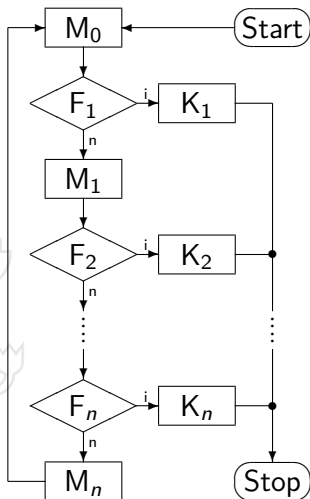 M₀ Start
F₁ i K₁
n
M₁
F₂ i K₂
n
Fₙ i Kₙ
n
Mₙ Stop